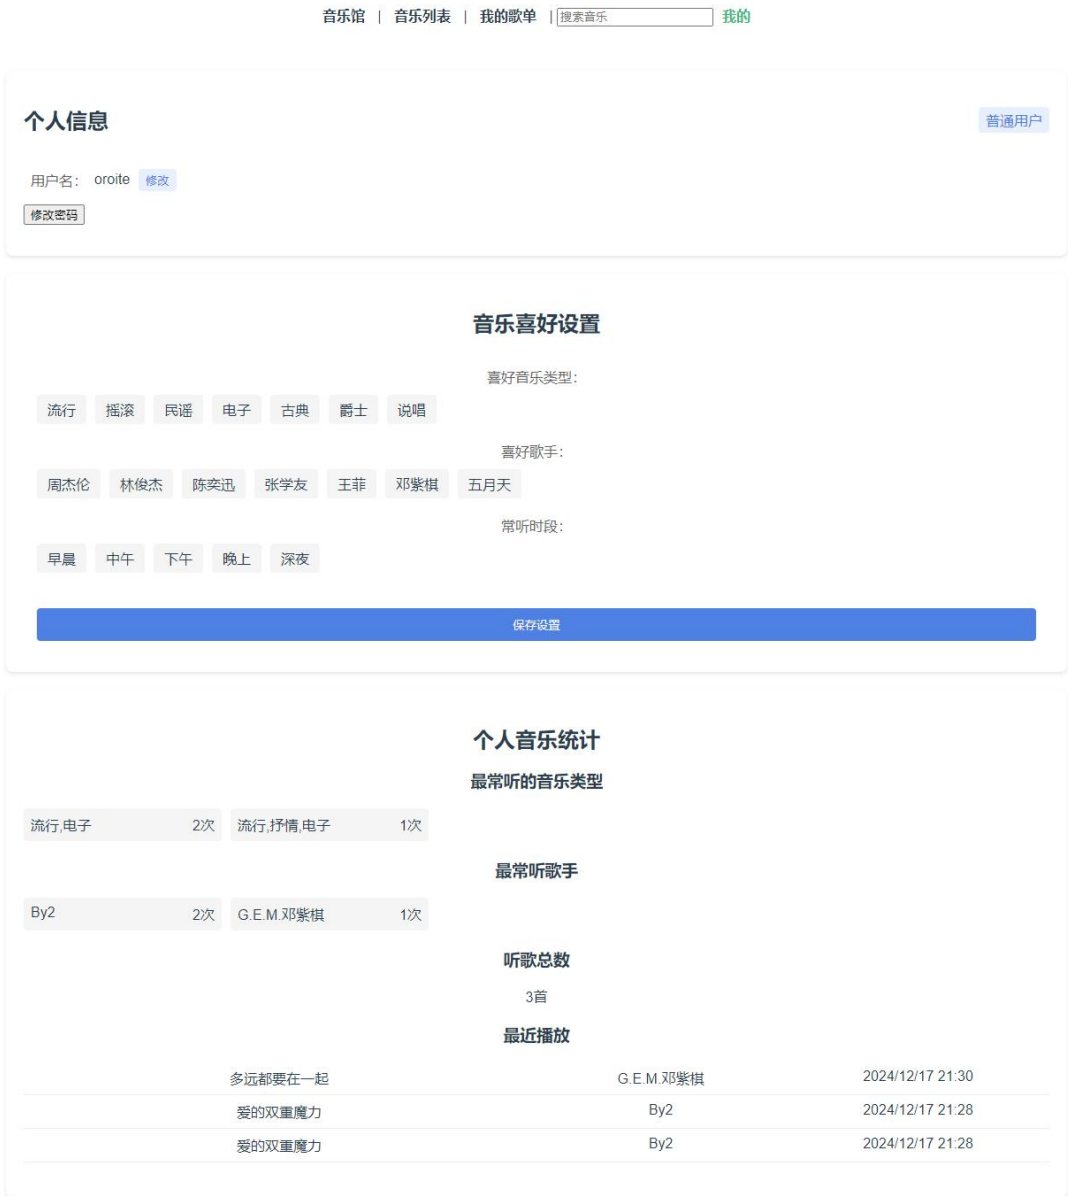 音乐馆 | 音乐列表 | 我的歌单 | 搜索音乐 我的
个人信息 普通用户
用户名： oroite 修改
修改密码
音乐喜好设置
喜好音乐类型：
流行 摇滚 民谣 电子 古典 爵士 说唱
喜好歌手：
周杰伦 林俊杰 陈奕迅 张学友 王菲 邓紫棋 五月天
常听时段：
早晨 中午 下午 晚上 深夜
保存设置
个人音乐统计
最常听的音乐类型
流行,电子 2次 流行,抒情,电子 1次
最常听歌手
By2 2次 G.E.M.邓紫棋 1次
听歌总数
3首
最近播放
多远都要在一起 G.E.M.邓紫棋 2024/12/17 21:30
爱的双重魔力 By2 2024/12/17 21:28
爱的双重魔力 By2 2024/12/17 21:28